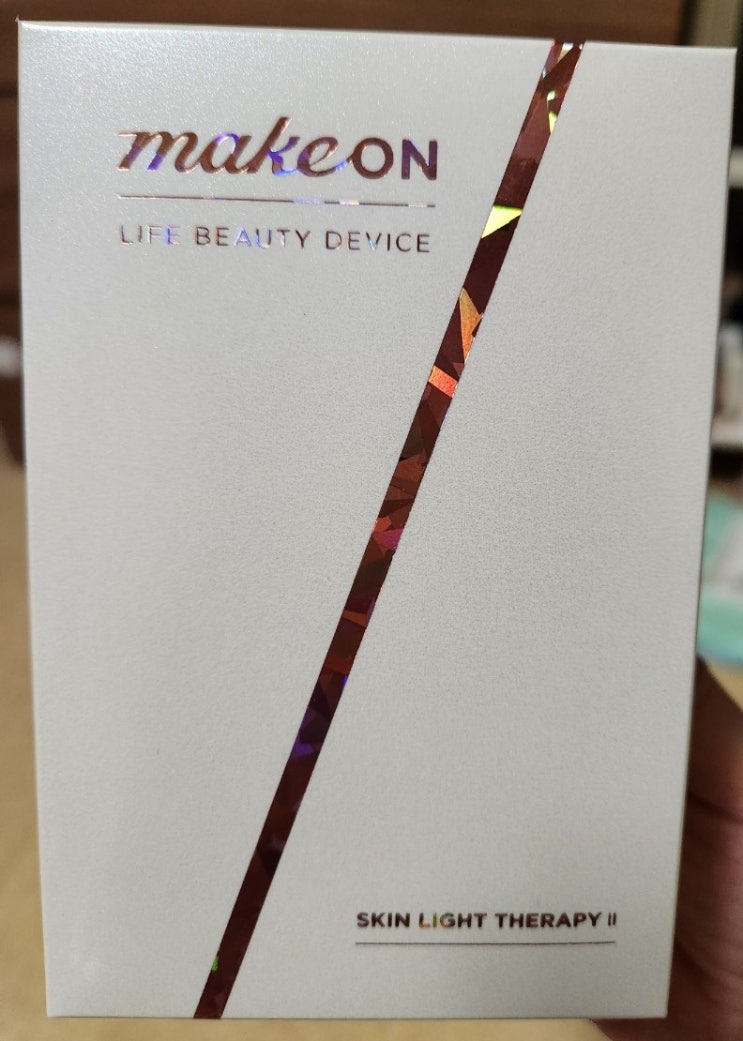 makeON
LIFE BEAUTY DEVICE
SKIN LIGHT THERAPY II